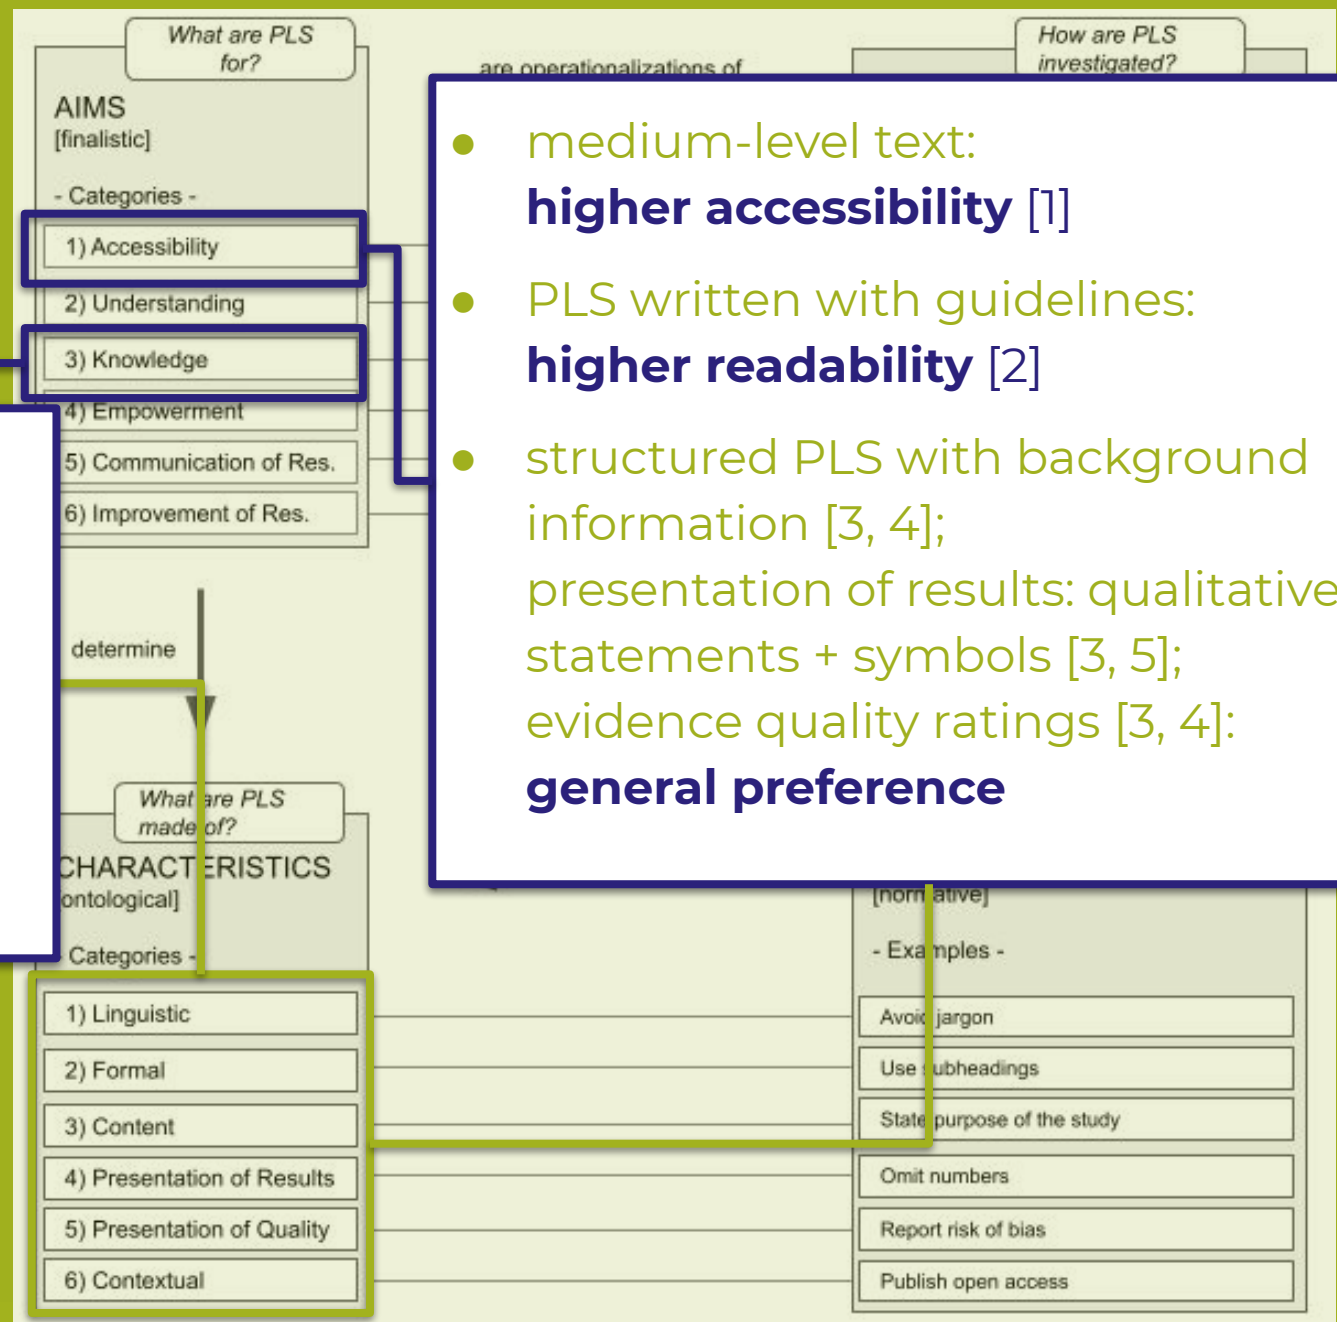 What are PLS
for?
AIMS
[finalistic]
- Categories -
1) Accessibility
2) Understanding
3) Knowledge
4) Empowerment
5) Communication of Res.
6) Improvement of Res.
determine
are operationalizations of
How are PLS
investigated?
● medium-level text:
higher accessibility [1]
● PLS written with guidelines:
higher readability [2]
● structured PLS with background
information [3, 4];
presentation of results: qualitative
statements + symbols [3, 5];
evidence quality ratings [3, 4]:
general preference
What are PLS
made of?
CHARACTERISTICS
ontological]
Categories -
1) Linguistic
2) Formal
3) Content
4) Presentation of Results
5) Presentation of Quality
6) Contextual
[normative]
- Examples -
Avoid jargon
Use subheadings
State purpose of the study
Omit numbers
Report risk of bias
Publish open access